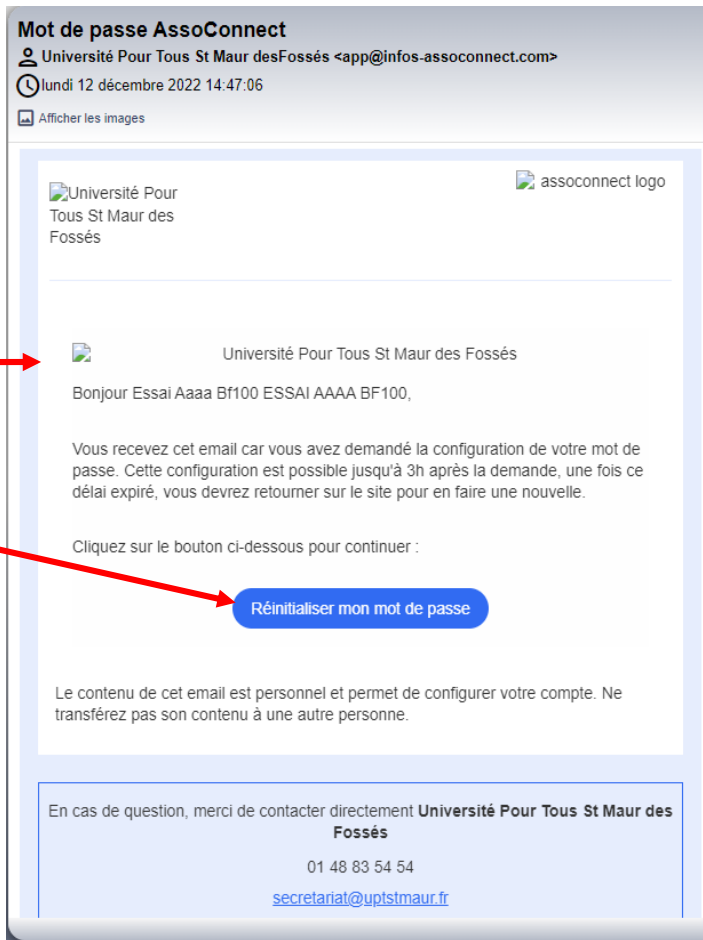 Mot de passe AssoConnect
Université Pour Tous St Maur desFossés <app@infos-assoconnect.com>
lundi 12 décembre 2022 14:47:06
Afficher les images
Université Pour
Tous St Maur des
Fossés
assoconnect logo
Université Pour Tous St Maur des Fossés
Bonjour Essai Aaaa Bf100 ESSAI AAAA BF100,
Vous recevez cet email car vous avez demandé la configuration de votre mot de
passe. Cette configuration est possible jusqu'à 3h après la demande, une fois ce
délai expiré, vous devrez retourner sur le site pour en faire une nouvelle.
Cliquez sur le bouton ci-dessous pour continuer :
Réinitialiser mon mot de passe
Le contenu de cet email est personnel et permet de configurer votre compte. Ne
transférez pas son contenu à une autre personne.
En cas de question, merci de contacter directement Université Pour Tous St Maur des
Fossés
01 48 83 54 54
secretariat@uptstmaur.fr